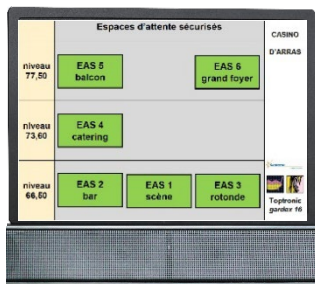 Espaces d'attente sécurisés
CASINO
D'ARRAS
niveau
77,50
EAS 5
balcon
EAS 6
grand foyer
niveau
73,60
EAS 4
catering
niveau
66,50
EAS 2
bar
EAS 1
scène
EAS 3
rotonde
Toptronic
gardex 16